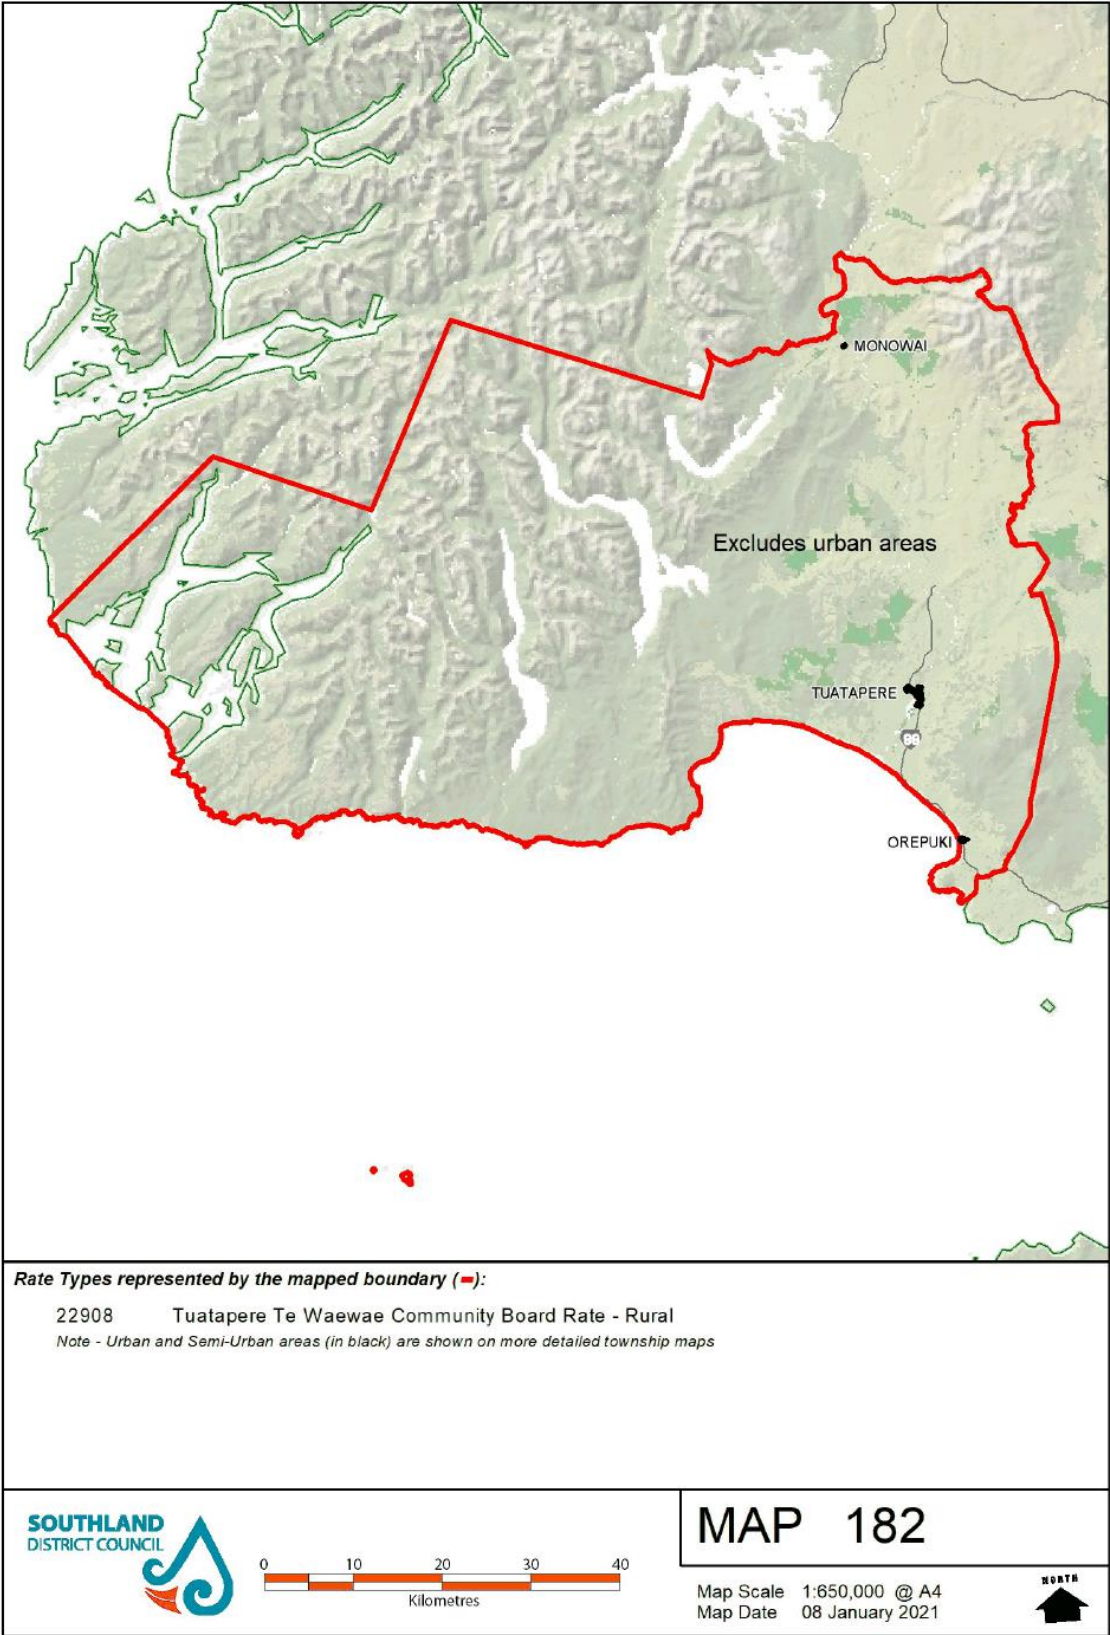 MONOWAI
Excludes urban areas
TUATAPERE
99
OREPUKI
Rate Types represented by the mapped boundary ( ):
22908 Tuatapere Te Waewae Community Board Rate - Rural
Note - Urban and Semi-Urban areas (in black) are shown on more detailed township maps
SOUTHLAND
DISTRICT COUNCIL
0 10 20 30 40
Kilometres
MAP 182
Map Scale 1:650,000 @ A4
Map Date 08 January 2021
NORTH